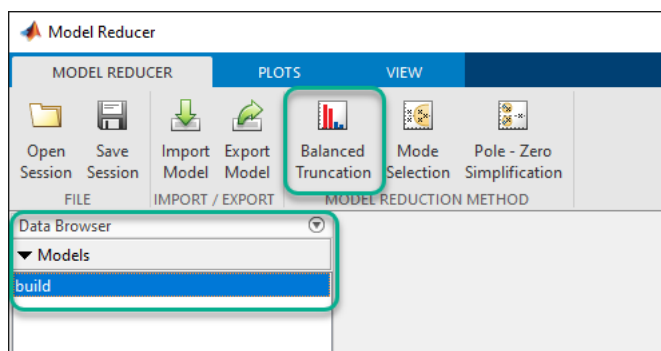 Model Reducer
MODEL REDUCER PLOTS VIEW
Open Save Import Export Balanced Mode Pole - Zero
Session Session Model Model Truncation Selection Simplification
FILE IMPORT / EXPORT MODEL REDUCTION METHOD
Data Browser
Models
build